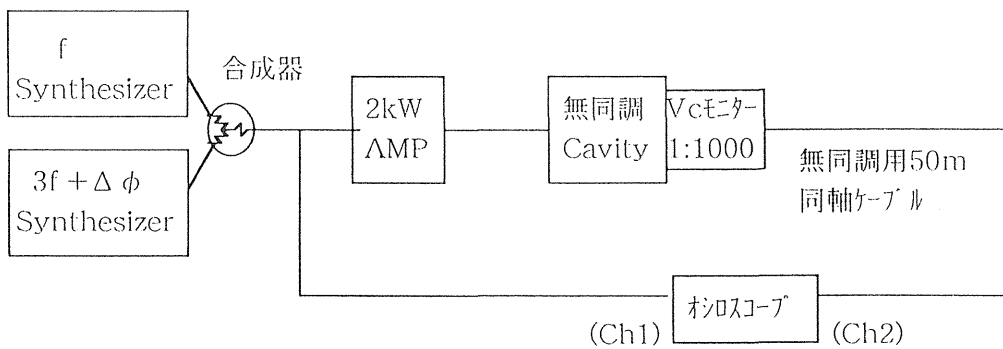 f
Synthesizer
合成器
3f + Δ φ
Synthesizer
2kW
AMP
無同調
Cavity
Vcモニター
1:1000
無同調用50m
同軸ケーブル
オシロスコープ
(Ch1)
(Ch2)